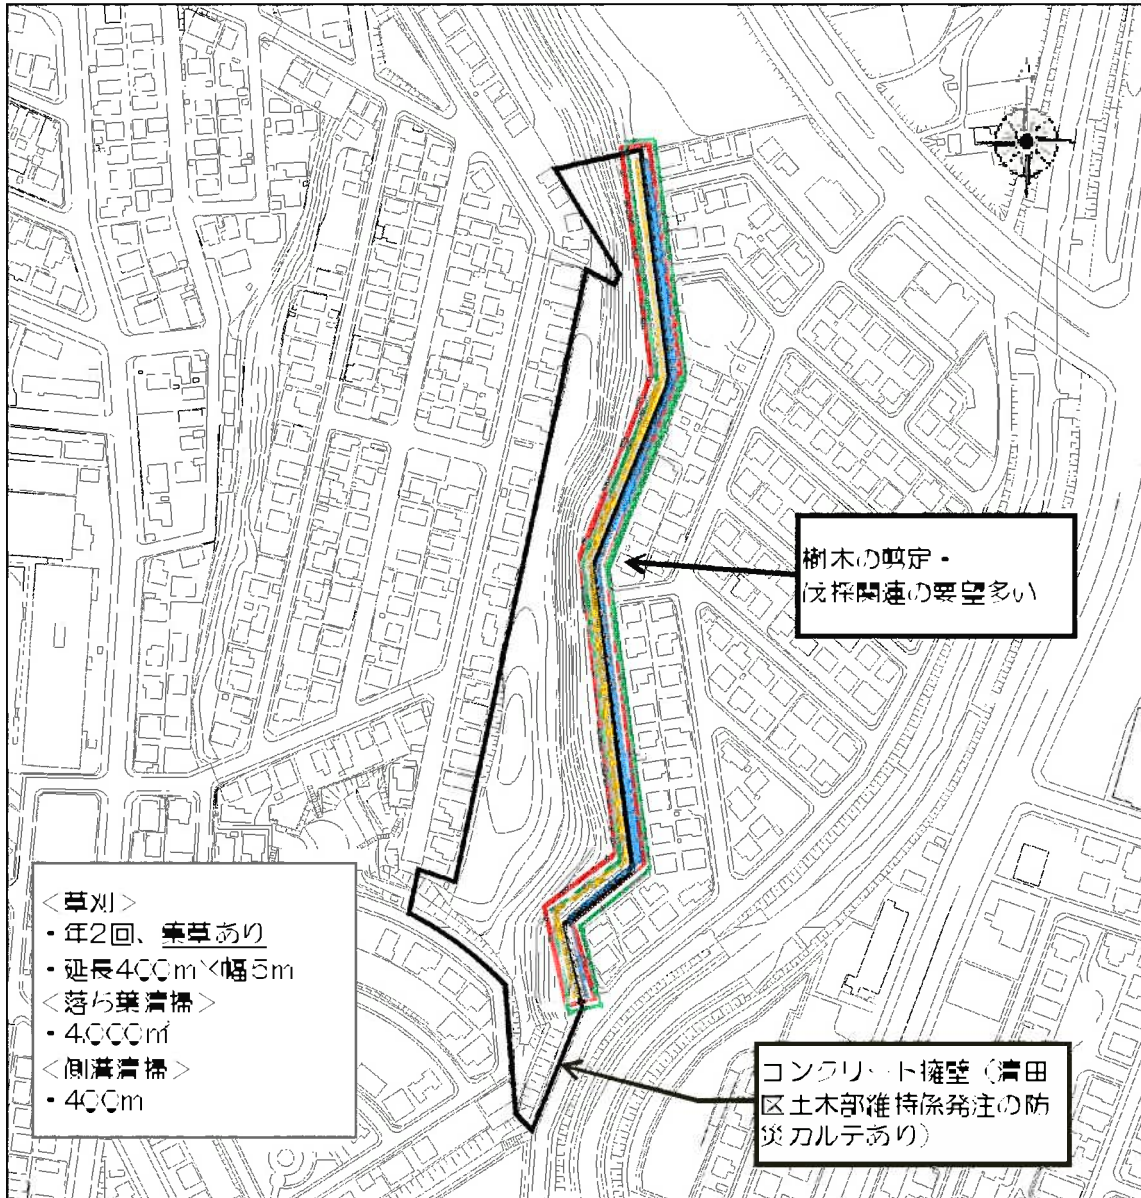 樹木の剪定・
伐採関連の要望多い
＜草刈＞
・年2回、集草あり
・延長400m×幅5m
＜落ち葉清掃＞
・4000㎡
＜側溝清掃＞
・400m
コンクリート擁壁（清田
区土木部維持係発注の防
災カルテあり）